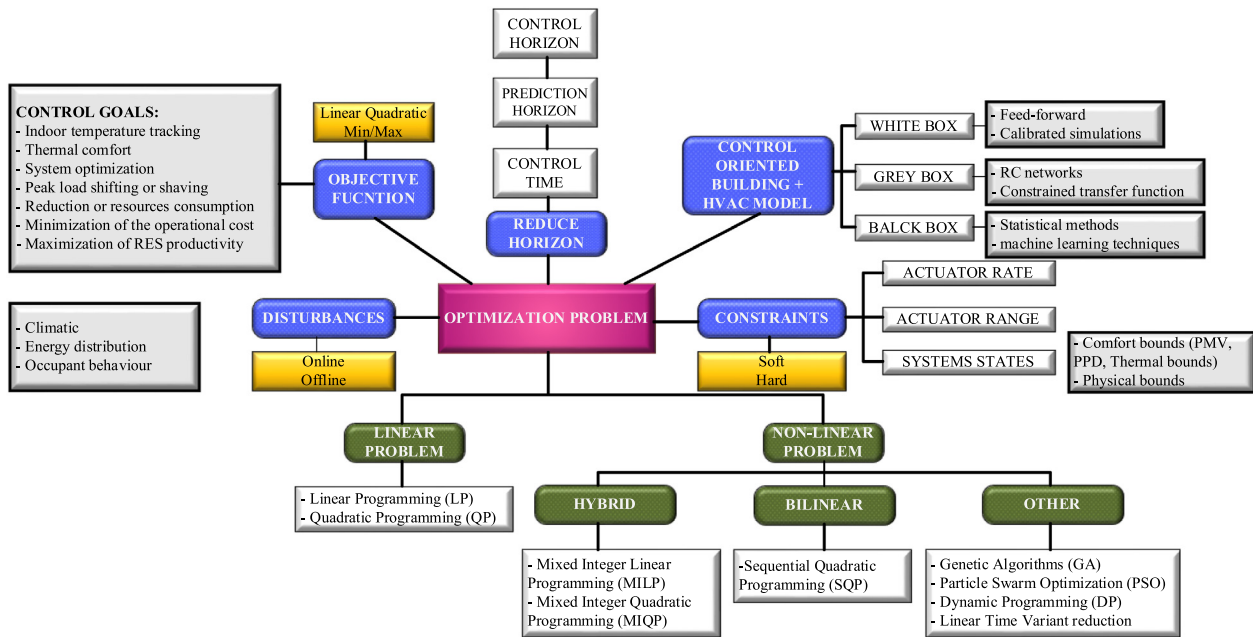 CONTROL
HORIZON
PREDICTION
HORIZON
CONTROL
TIME
REDUCE
HORIZON
CONTROL GOALS:
- Indoor temperature tracking
- Thermal comfort
- System optimization
- Peak load shifting or shaving
- Reduction or resources consumption
- Minimization of the operational cost
- Maximization of RES productivity
Linear Quadratic
Min/Max
OBJECTIVE
FUCNTION
CONTROL
ORIENTED
BUILDING +
HVAC MODEL
WHITE BOX
- Feed-forward
- Calibrated simulations
GREY BOX
- RC networks
- Constrained transfer function
BALCK BOX
- Statistical methods
- machine learning techniques
- Climatic
- Energy distribution
- Occupant behaviour
DISTURBANCES
Online
Offline
OPTIMIZATION PROBLEM
CONSTRAINTS
Soft
Hard
ACTUATOR RATE
ACTUATOR RANGE
SYSTEMS STATES
- Comfort bounds (PMV,
PPD, Thermal bounds)
- Physical bounds
LINEAR
PROBLEM
- Linear Programming (LP)
- Quadratic Programming (QP)
NON-LINEAR
PROBLEM
HYBRID
- Mixed Integer Linear
Programming (MILP)
- Mixed Integer Quadratic
Programming (MIQP)
BILINEAR
-Sequential Quadratic
Programming (SQP)
OTHER
- Genetic Algorithms (GA)
- Particle Swarm Optimization (PSO)
- Dynamic Programming (DP)
- Linear Time Variant reduction